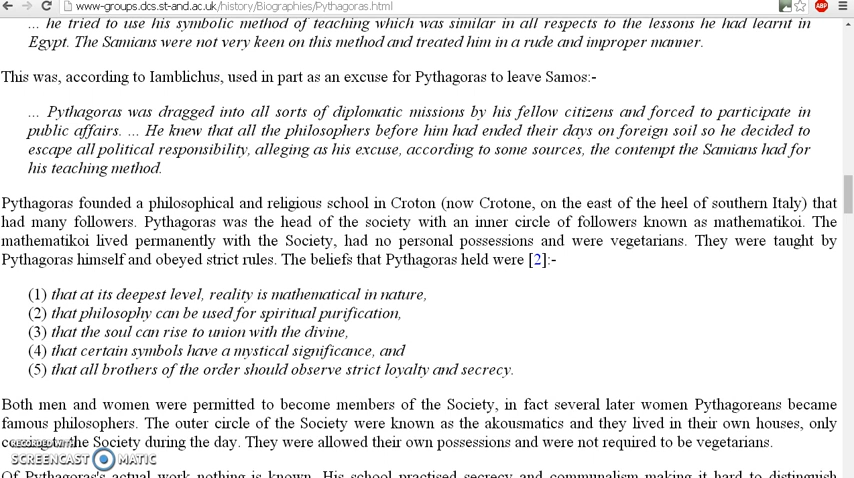 www-groups.dcs.st-and.ac.uk/history/Biographies/Pythagoras.html
ABP
... he tried to use his symbolic method of teaching which was similar in all respects to the lessons he had learnt in
Egypt. The Samians were not very keen on this method and treated him in a rude and improper manner.
This was, according to Iamblichus, used in part as an excuse for Pythagoras to leave Samos:-
... Pythagoras was dragged into all sorts of diplomatic missions by his fellow citizens and forced to participate in
public affairs. ... He knew that all the philosophers before him had ended their days on foreign soil so he decided to
escape all political responsibility, alleging as his excuse, according to some sources, the contempt the Samians had for
his teaching method.
Pythagoras founded a philosophical and religious school in Croton (now Crotone, on the east of the heel of southern Italy) that
had many followers. Pythagoras was the head of the society with an inner circle of followers known as mathematikoi. The
mathematikoi lived permanently with the Society, had no personal possessions and were vegetarians. They were taught by
Pythagoras himself and obeyed strict rules. The beliefs that Pythagoras held were [2]:-
(1) that at its deepest level, reality is mathematical in nature,
(2) that philosophy can be used for spiritual purification,
(3) that the soul can rise to union with the divine,
(4) that certain symbols have a mystical significance, and
(5) that all brothers of the order should observe strict loyalty and secrecy.
Both men and women were permitted to become members of the Society, in fact several later women Pythagoreans became
famous philosophers. The outer circle of the Society were known as the akousmatics and they lived in their own houses, only
the Society during the day. They were allowed their own possessions and were not required to be vegetarians.
RECORDED WITH
SCREENCAST MATIC
Of Pythagoras's actual work nothing is known. His school practised secrecy and communalism making it hard to distinguish